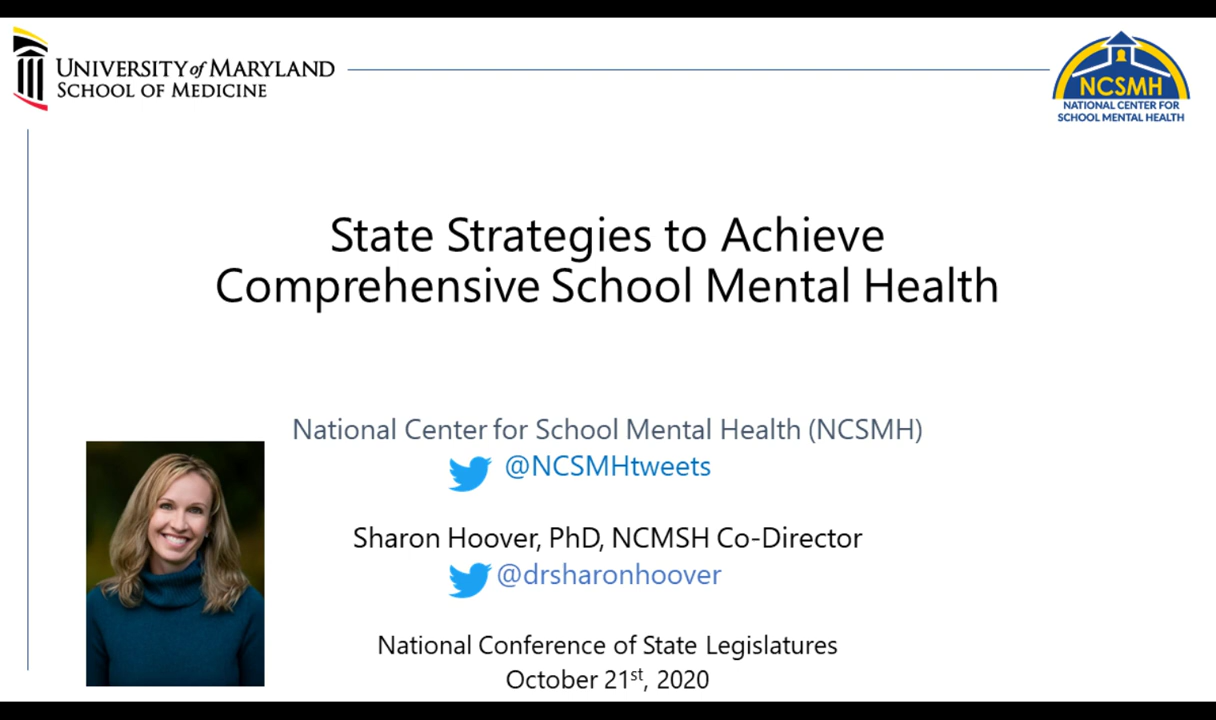 UNIVERSITY of MARYLAND
SCHOOL OF MEDICINE
NCSMH
NATIONAL CENTER FOR
SCHOOL MENTAL HEALTH
State Strategies to Achieve
Comprehensive School Mental Health
National Center for School Mental Health (NCSMH)
@NCSMHtweets
Sharon Hoover, PhD, NCMSH Co-Director
@drsharonhoover
National Conference of State Legislatures
October 21st, 2020